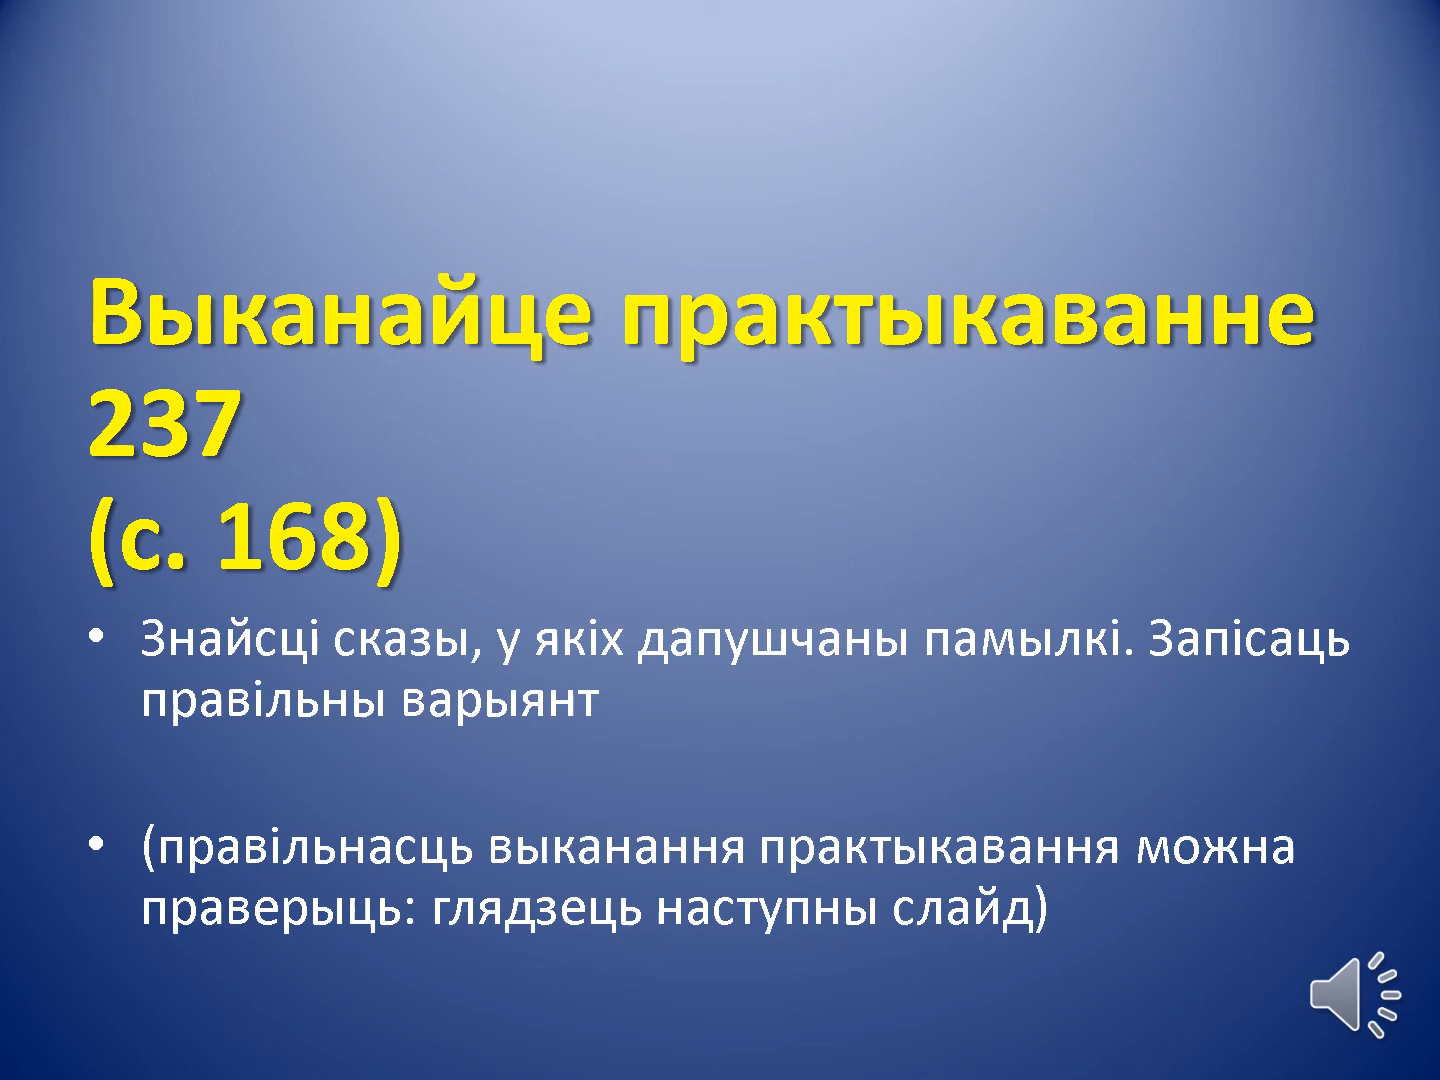 Выканайце практыкаванне
237
(с. 168)
• Знайсці сказы, у якіх дапушчаны памылкі. Запісаць
правільны варыянт
• (правільнасць выканання практыкавання можна
праверыць: глядзець наступны слайд)